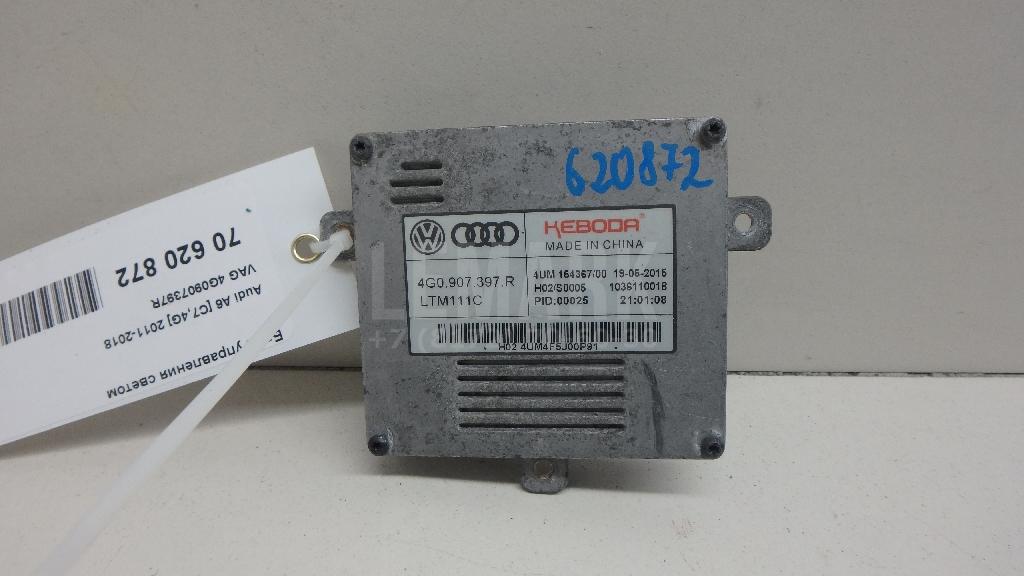 620872
KEBODA
MADE IN CHINA
4G0.907.397.R
LTM111C
4UM 164367/00 19-05-2015
H02/S0005 1036110018
PID:00025 21:01:08
H02 4UM4F5J00P91
70 620 872
VAG 4G0907397R
Audi A6 [C7,4G] 2011-2018
управления светом